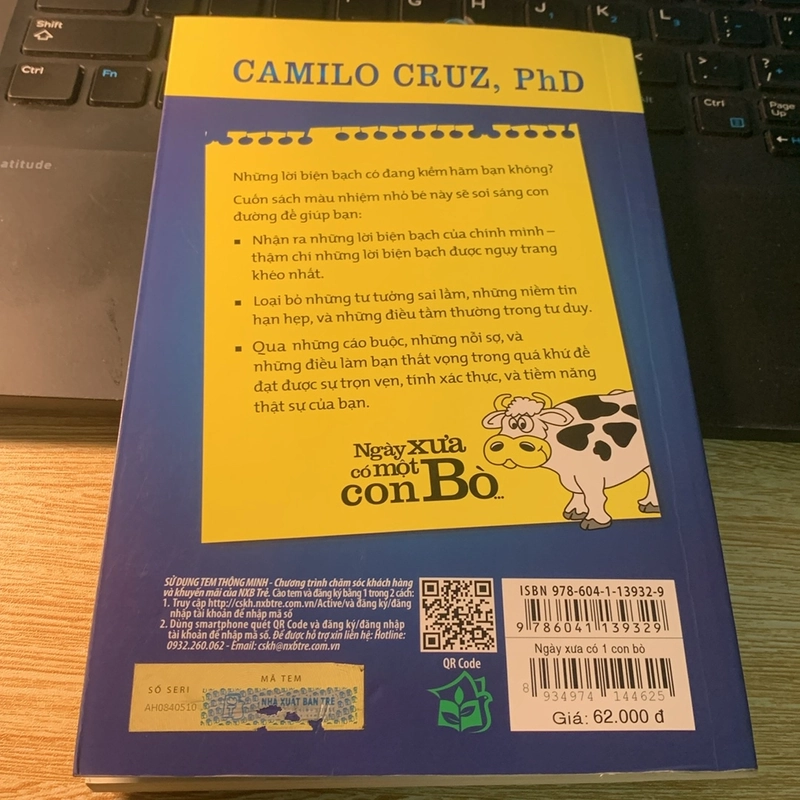 Shift
Ctrl
Fn
H
J
K
L
Alt
Ctrl
Page
Up
atitude
CAMILO CRUZ, PhD
Những lời biện bạch có đang kiềm hãm bạn không?
Cuốn sách màu nhiệm nhỏ bé này sẽ soi sáng con
đường để giúp bạn:
▪ Nhận ra những lời biện bạch của chính mình –
thậm chí những lời biện bạch được ngụy trang
khéo nhất.
▪ Loại bỏ những tư tưởng sai lầm, những niềm tin
hạn hẹp, và những điều tầm thường trong tư duy.
▪ Qua những cáo buộc, những nỗi sợ, và
những điều làm bạn thất vọng trong quá khứ để
đạt được sự trọn vẹn, tính xác thực, và tiềm năng
thật sự của bạn.
Ngày xưa
có một
con Bò...
SỬ DỤNG TEM THÔNG MINH - Chương trình chăm sóc khách hàng
và khuyến mãi của NXB Trẻ. Cào tem và đăng ký bằng 1 trong 2 cách:
1. Truy cập http://cskh.nxbtre.com.vn/Active/và đăng ký/đăng
nhập tài khoản để nhập mã số
2. Dùng smartphone quét QR Code và đăng ký/đăng nhập
tài khoản để nhập mã số. Để được hỗ trợ xin liên hệ: Hotline:
0932.260.062 - Email: cskh@nxbtre.com.vn
QR Code
MÃ TEM
SỐ SERI
AH0840510
NHÀ XUẤT BẢN TRẺ
ISBN 978-604-1-13932-9
9 786041 139329
Ngày xưa có 1 con bò
8 934974 144625
Giá: 62.000 đ